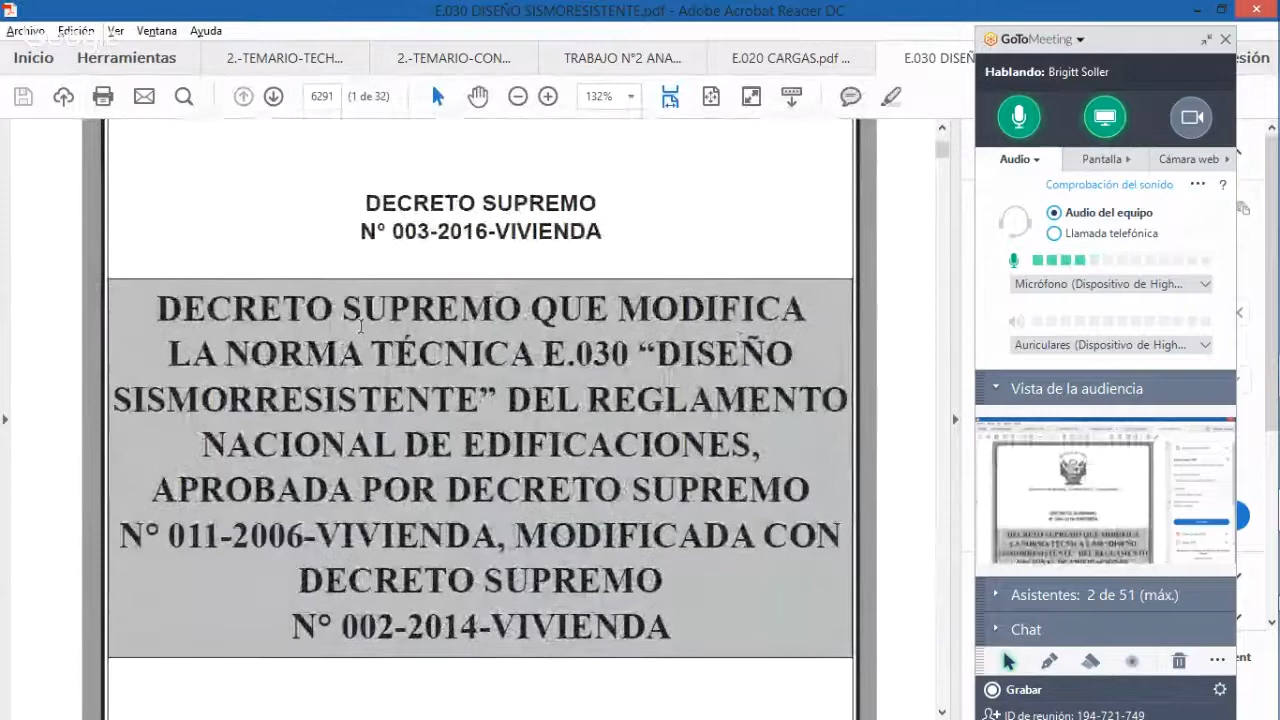 E.030 DISEÑO SISMORESISTENTE.pdf - Adobe Acrobat Reader DC
Archivo Edición Ver Ventana Ayuda
Inicio Herramientas 2.-TEMARIO-TECH... 2.-TEMARIO-CON... TRABAJO N°2 ANA... E.020 CARGAS.pdf ... E.030 DISEÑ
6291 (1 de 32) 132%
DECRETO SUPREMO
N° 003-2016-VIVIENDA
DECRETO SUPREMO QUE MODIFICA
LA NORMA TÉCNICA E.030 “DISEÑO
SISMORRESISTENTE” DEL REGLAMENTO
NACIONAL DE EDIFICACIONES,
APROBADA POR DECRETO SUPREMO
N° 011-2006-VIVIENDA, MODIFICADA CON
DECRETO SUPREMO
N° 002-2014-VIVIENDA
GoToMeeting
Hablando: Brigitt Soller
Audio Pantalla Cámara web
Comprobación del sonido ... ?
Audio del equipo
Llamada telefónica
Micrófono (Dispositivo de High...
Auriculares (Dispositivo de High...
Vista de la audiencia
Asistentes: 2 de 51 (máx.)
Chat
Grabar
ID de reunión: 194-721-749